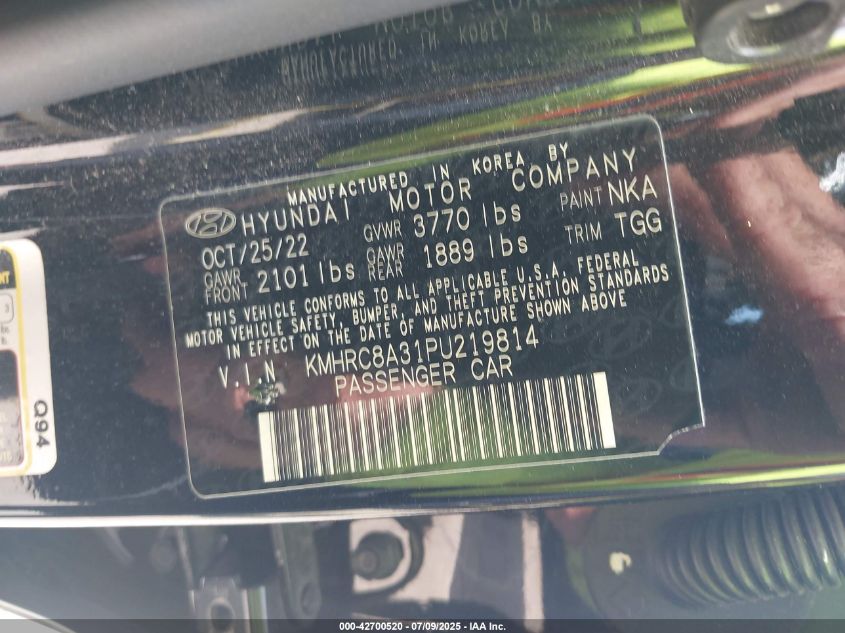 MANUFACTURED IN KOREA BY
HYUNDAI MOTOR COMPANY
OCT/25/22 GVWR 3770 lbs PAINT NKA
GAWR FRONT 2101 lbs GAWR REAR 1889 lbs TRIM TGG
THIS VEHICLE CONFORMS TO ALL APPLICABLE U.S.A. FEDERAL
MOTOR VEHICLE SAFETY, BUMPER, AND THEFT PREVENTION STANDARDS
IN EFFECT ON THE DATE OF MANUFACTURE SHOWN ABOVE
V.I.N KMHRC8A31PU219814
PASSENGER CAR
Q94
000-42700520 - 07/09/2025 - IAA Inc.